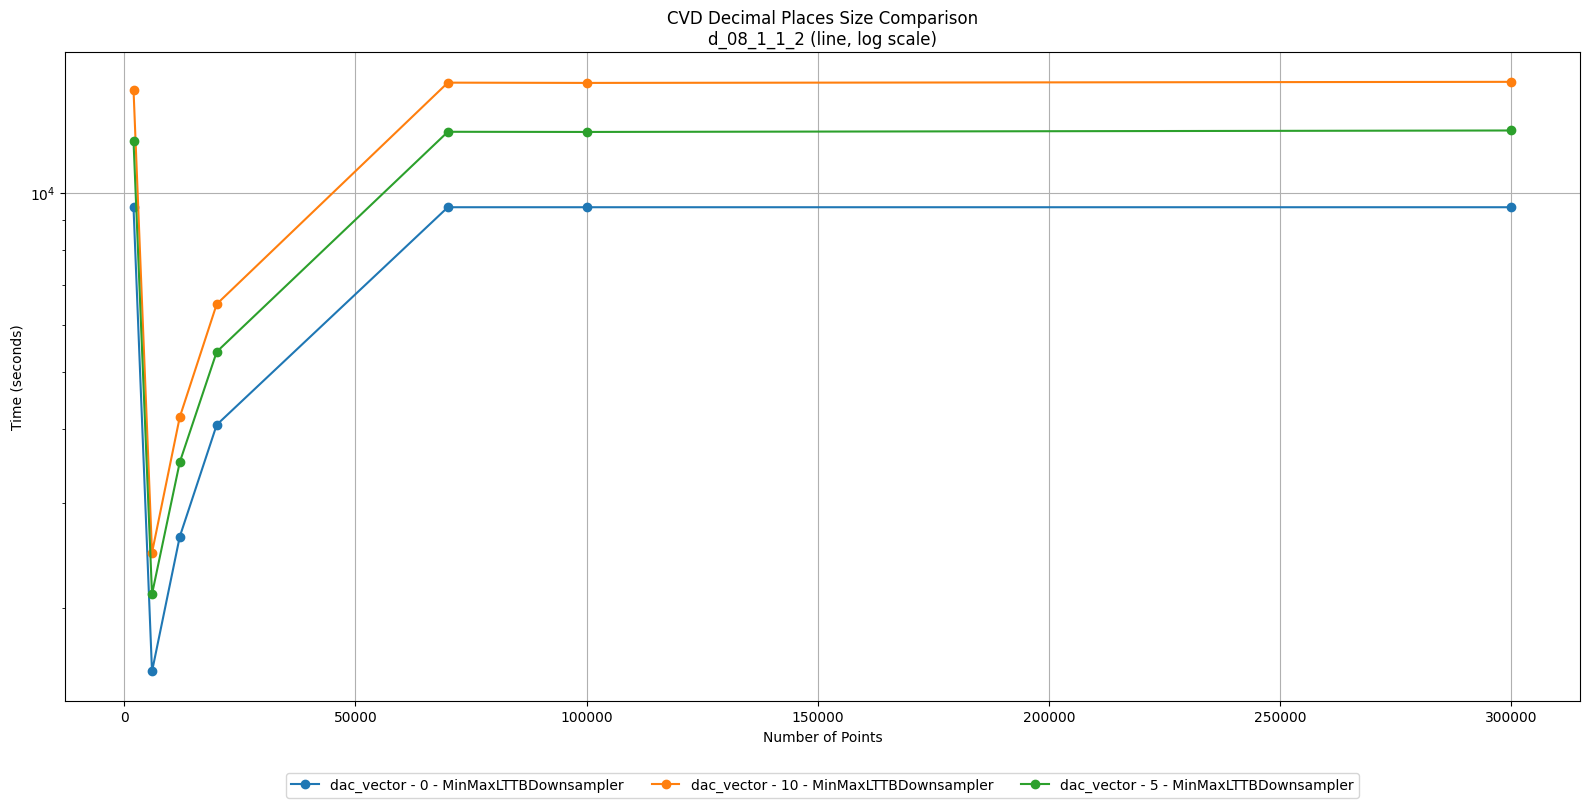 CVD Decimal Places Size Comparison
d_08_1_1_2 (line, log scale)
10⁴
Time (seconds)
0 50000 100000 150000 200000 250000 300000
Number of Points
dac_vector - 0 - MinMaxLTTBDownsampler dac_vector - 10 - MinMaxLTTBDownsampler dac_vector - 5 - MinMaxLTTBDownsampler